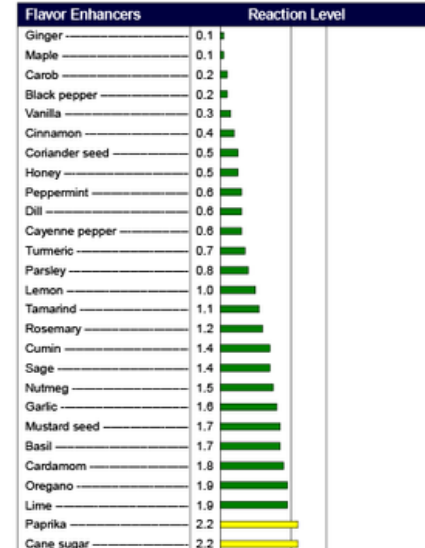 Flavor Enhancers Reaction Level
Ginger 0.1
Maple 0.1
Carob 0.2
Black pepper 0.2
Vanilla 0.3
Cinnamon 0.4
Coriander seed 0.5
Honey 0.5
Peppermint 0.6
Dill 0.6
Cayenne pepper 0.6
Turmeric 0.7
Parsley 0.8
Lemon 1.0
Tamarind 1.1
Rosemary 1.2
Cumin 1.4
Sage 1.4
Nutmeg 1.5
Garlic 1.6
Mustard seed 1.7
Basil 1.7
Cardamom 1.8
Oregano 1.9
Lime 1.9
Paprika 2.2
Cane sugar 2.2